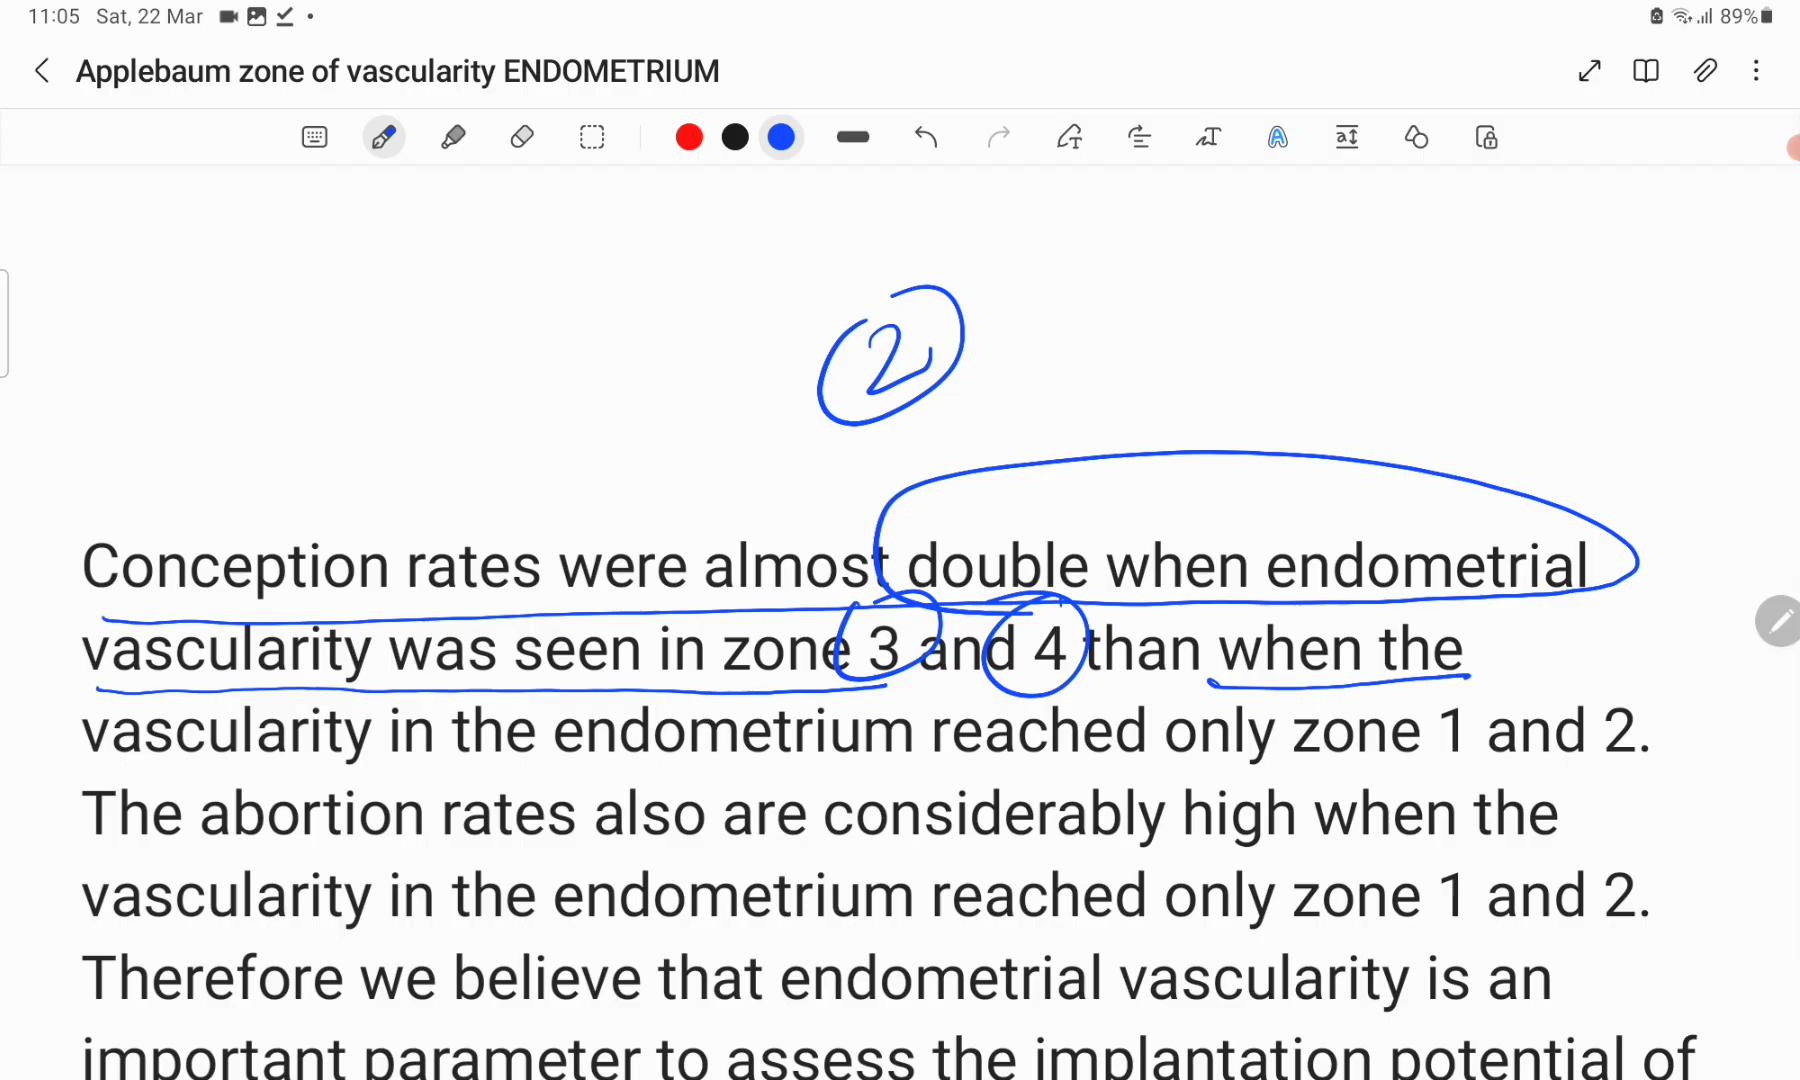 11:05 Sat, 22 Mar 89%
Applebaum zone of vascularity ENDOMETRIUM
2
Conception rates were almost double when endometrial
vascularity was seen in zone 3 and 4 than when the
vascularity in the endometrium reached only zone 1 and 2.
The abortion rates also are considerably high when the
vascularity in the endometrium reached only zone 1 and 2.
Therefore we believe that endometrial vascularity is an
important parameter to assess the implantation potential of